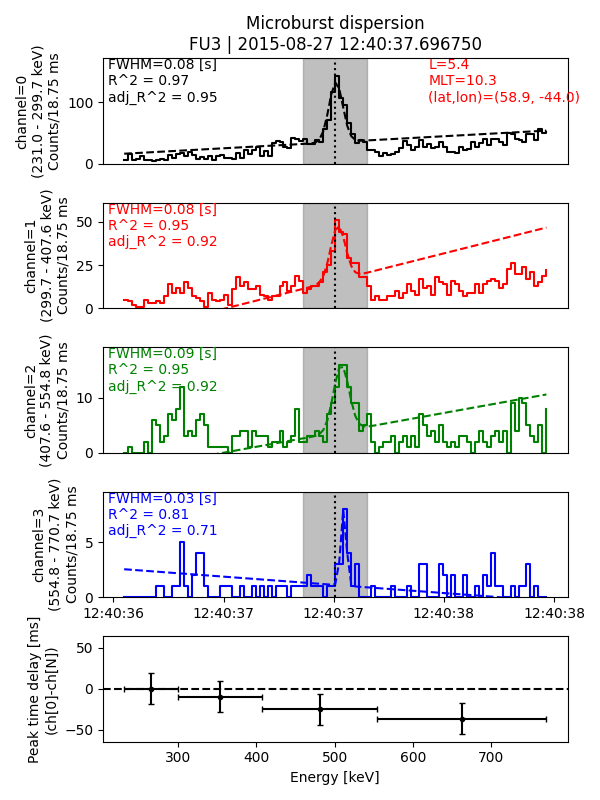 Microburst dispersion
FU3 | 2015-08-27 12:40:37.696750
channel=0
(231.0 - 299.7 keV)
Counts/18.75 ms
100
0
FWHM=0.08 [s]
R^2 = 0.97
adj_R^2 = 0.95
L=5.4
MLT=10.3
(lat,lon)=(58.9, -44.0)
channel=1
(299.7 - 407.6 keV)
Counts/18.75 ms
50
25
0
FWHM=0.08 [s]
R^2 = 0.95
adj_R^2 = 0.92
channel=2
(407.6 - 554.8 keV)
Counts/18.75 ms
10
0
FWHM=0.09 [s]
R^2 = 0.95
adj_R^2 = 0.92
channel=3
(554.8 - 770.7 keV)
Counts/18.75 ms
5
0
FWHM=0.03 [s]
R^2 = 0.81
adj_R^2 = 0.71
12:40:36 12:40:37 12:40:37 12:40:38 12:40:38
Peak time delay [ms]
(ch[0]-ch[N])
50
0
−50
300 400 500 600 700
Energy [keV]